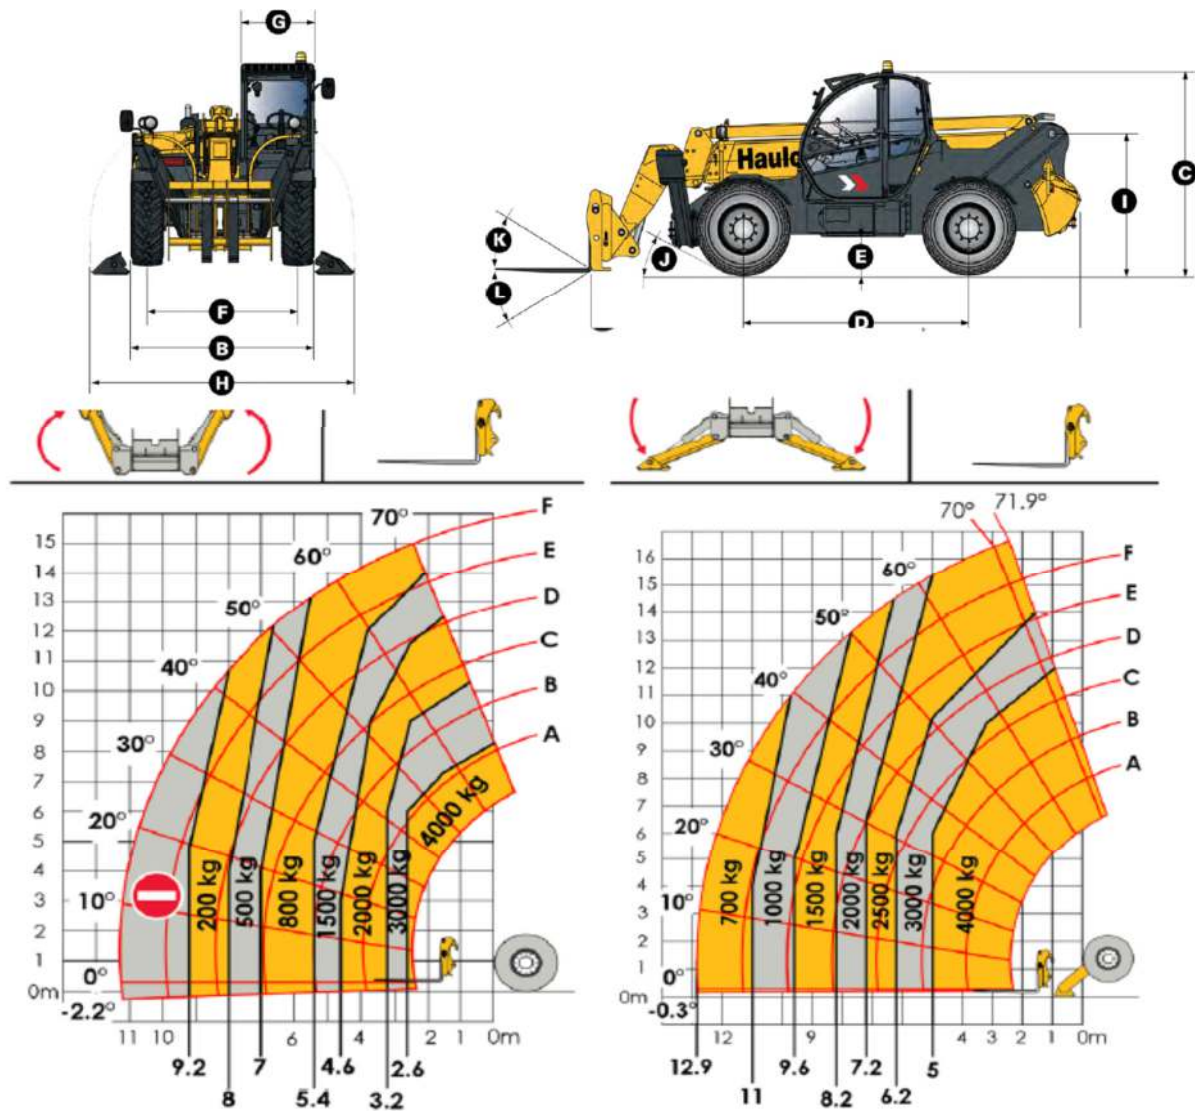 G
C
Haulo
I
K
J
E
L
D
F
B
H
70°
F
60°
E
50°
D
40°
C
B
30°
A
20°
10°
0°
-2.2°
15
14
13
12
11
10
9
8
7
6
5
4
3
2
1
0m
200 kg
500 kg
800 kg
1500 kg
2000 kg
3000 kg
4000 kg
11 10 6 4 2 1 0m
9.2 7 4.6 2.6
8 5.4 3.2
71.9°
70°
F
60°
E
50°
D
40°
C
30°
B
A
20°
10°
0°
-0.3°
16
15
14
13
12
11
10
9
8
7
6
5
4
3
2
1
0m
700 kg
1000 kg
1500 kg
2000 kg
2500 kg
3000 kg
4000 kg
12 9 4 3 2 1 0m
12.9 9.6 7.2 5
11 8.2 6.2